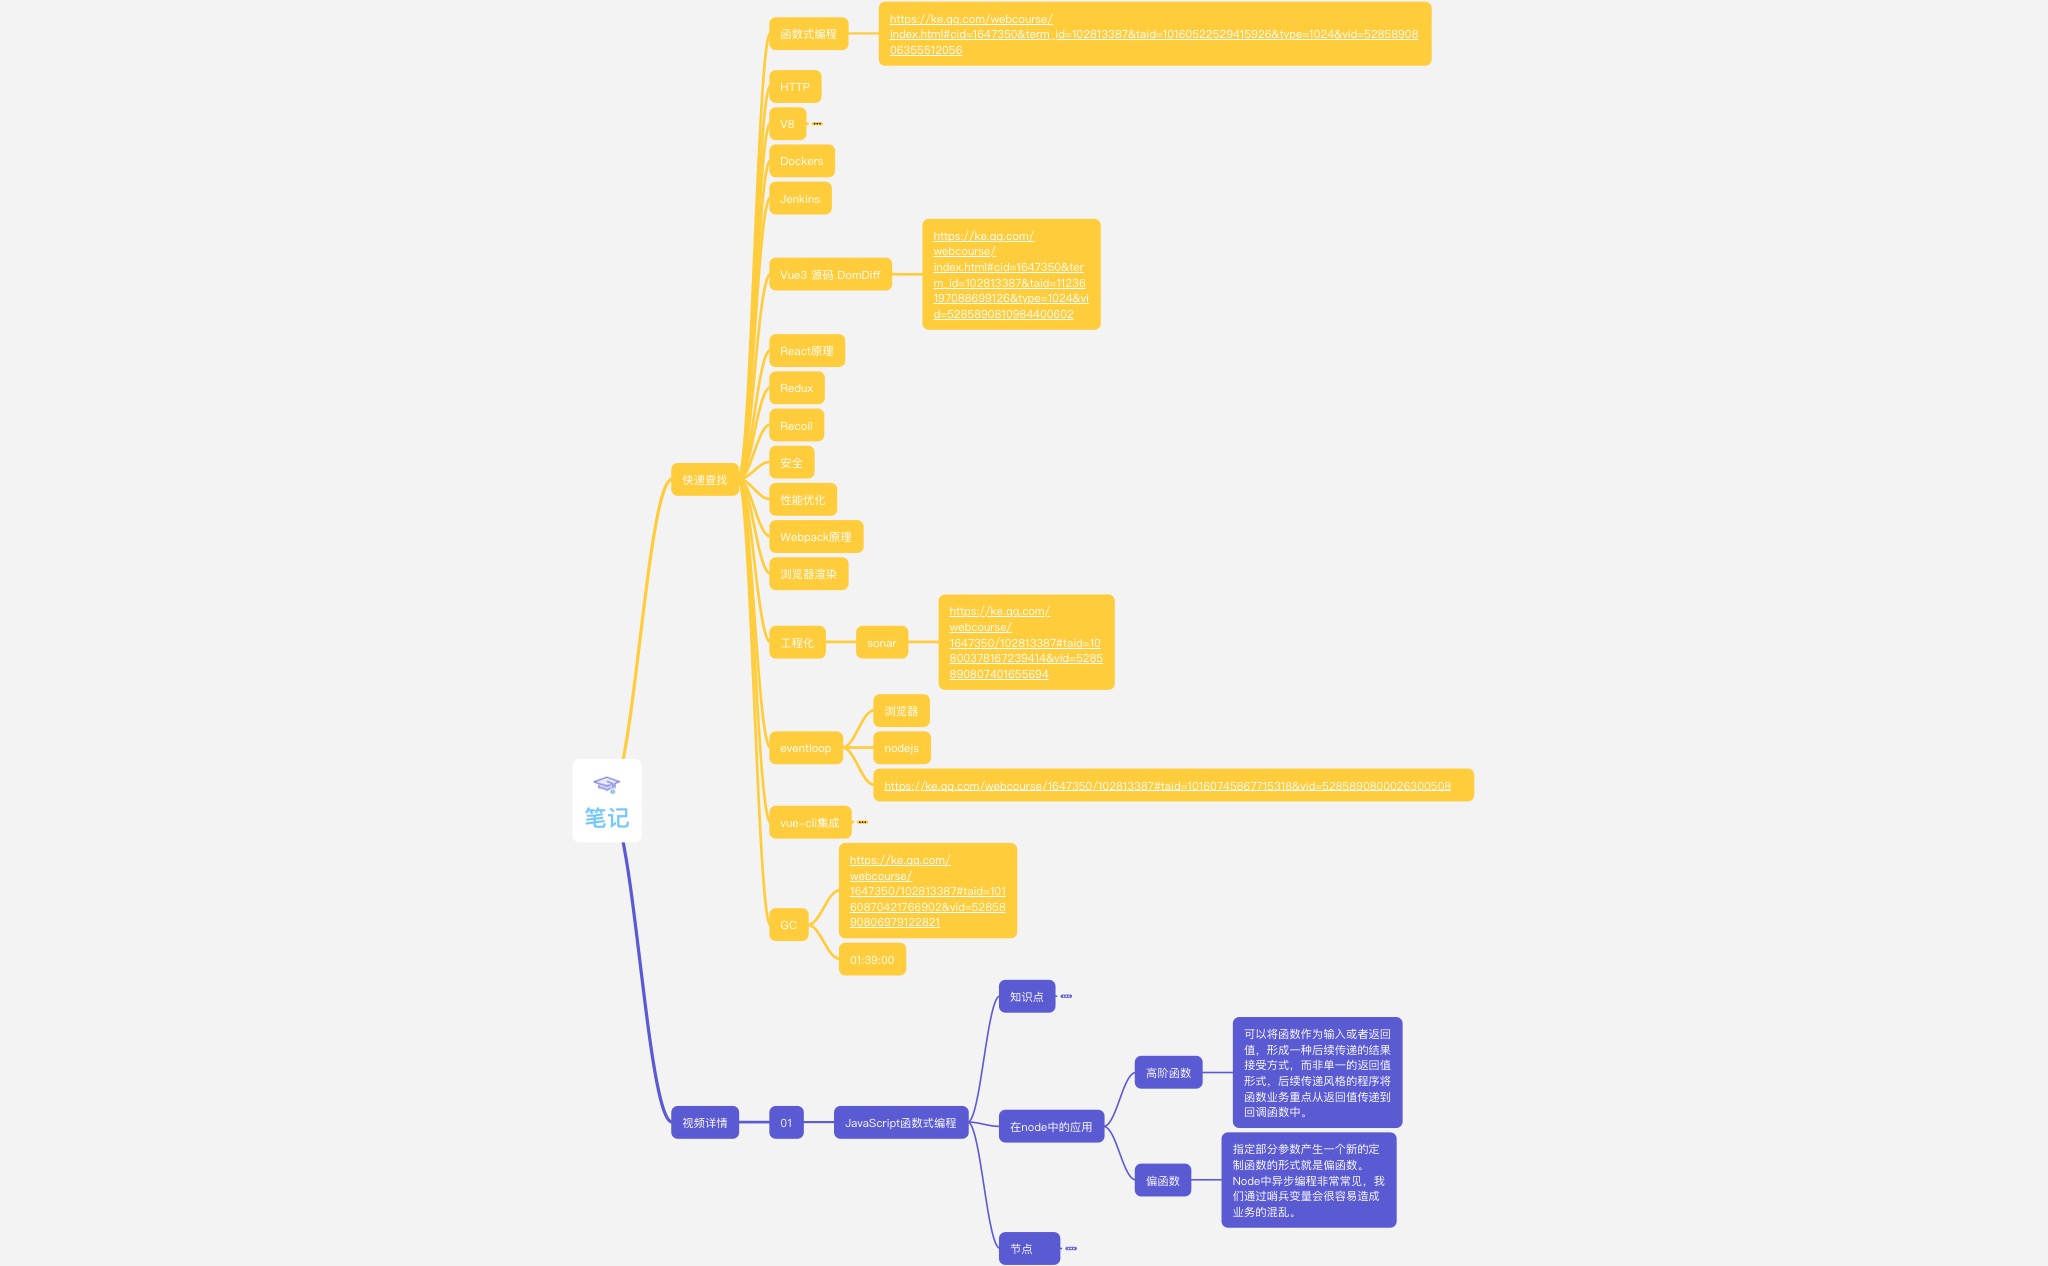 函数式编程
https://ke.qq.com/webcourse/
index.html#cid=1647350&term_id=102813387&taid=10160522529415926&type=1024&vid=52858908
06355512056
HTTP
V8
Dockers
Jenkins
Vue3 源码 DomDiff
https://ke.qq.com/
webcourse/
index.html#cid=1647350&ter
m_id=102813387&taid=11236
197088699126&type=1024&vi
d=5285890810984400602
React原理
Redux
Recoil
安全
快速查找
性能优化
Webpack原理
浏览器渲染
工程化
sonar
https://ke.qq.com/
webcourse/
1647350/102813387#taid=10
800378167239414&vid=5285
890807401655694
eventloop
浏览器
nodejs
https://ke.qq.com/webcourse/1647350/102813387#taid=10160745867715318&vid=5285890800026300508
笔记
vue-cli集成
GC
https://ke.qq.com/
webcourse/
1647350/102813387#taid=101
60870421766902&vid=52858
90806979122821
01:39:00
视频详情
01
JavaScript函数式编程
知识点
在node中的应用
高阶函数
可以将函数作为输入或者返回
值，形成一种后续传递的结果
接受方式，而非单一的返回值
形式，后续传递风格的程序将
函数业务重点从返回值传递到
回调函数中。
偏函数
指定部分参数产生一个新的定
制函数的形式就是偏函数。
Node中异步编程非常常见，我
们通过哨兵变量会很容易造成
业务的混乱。
节点